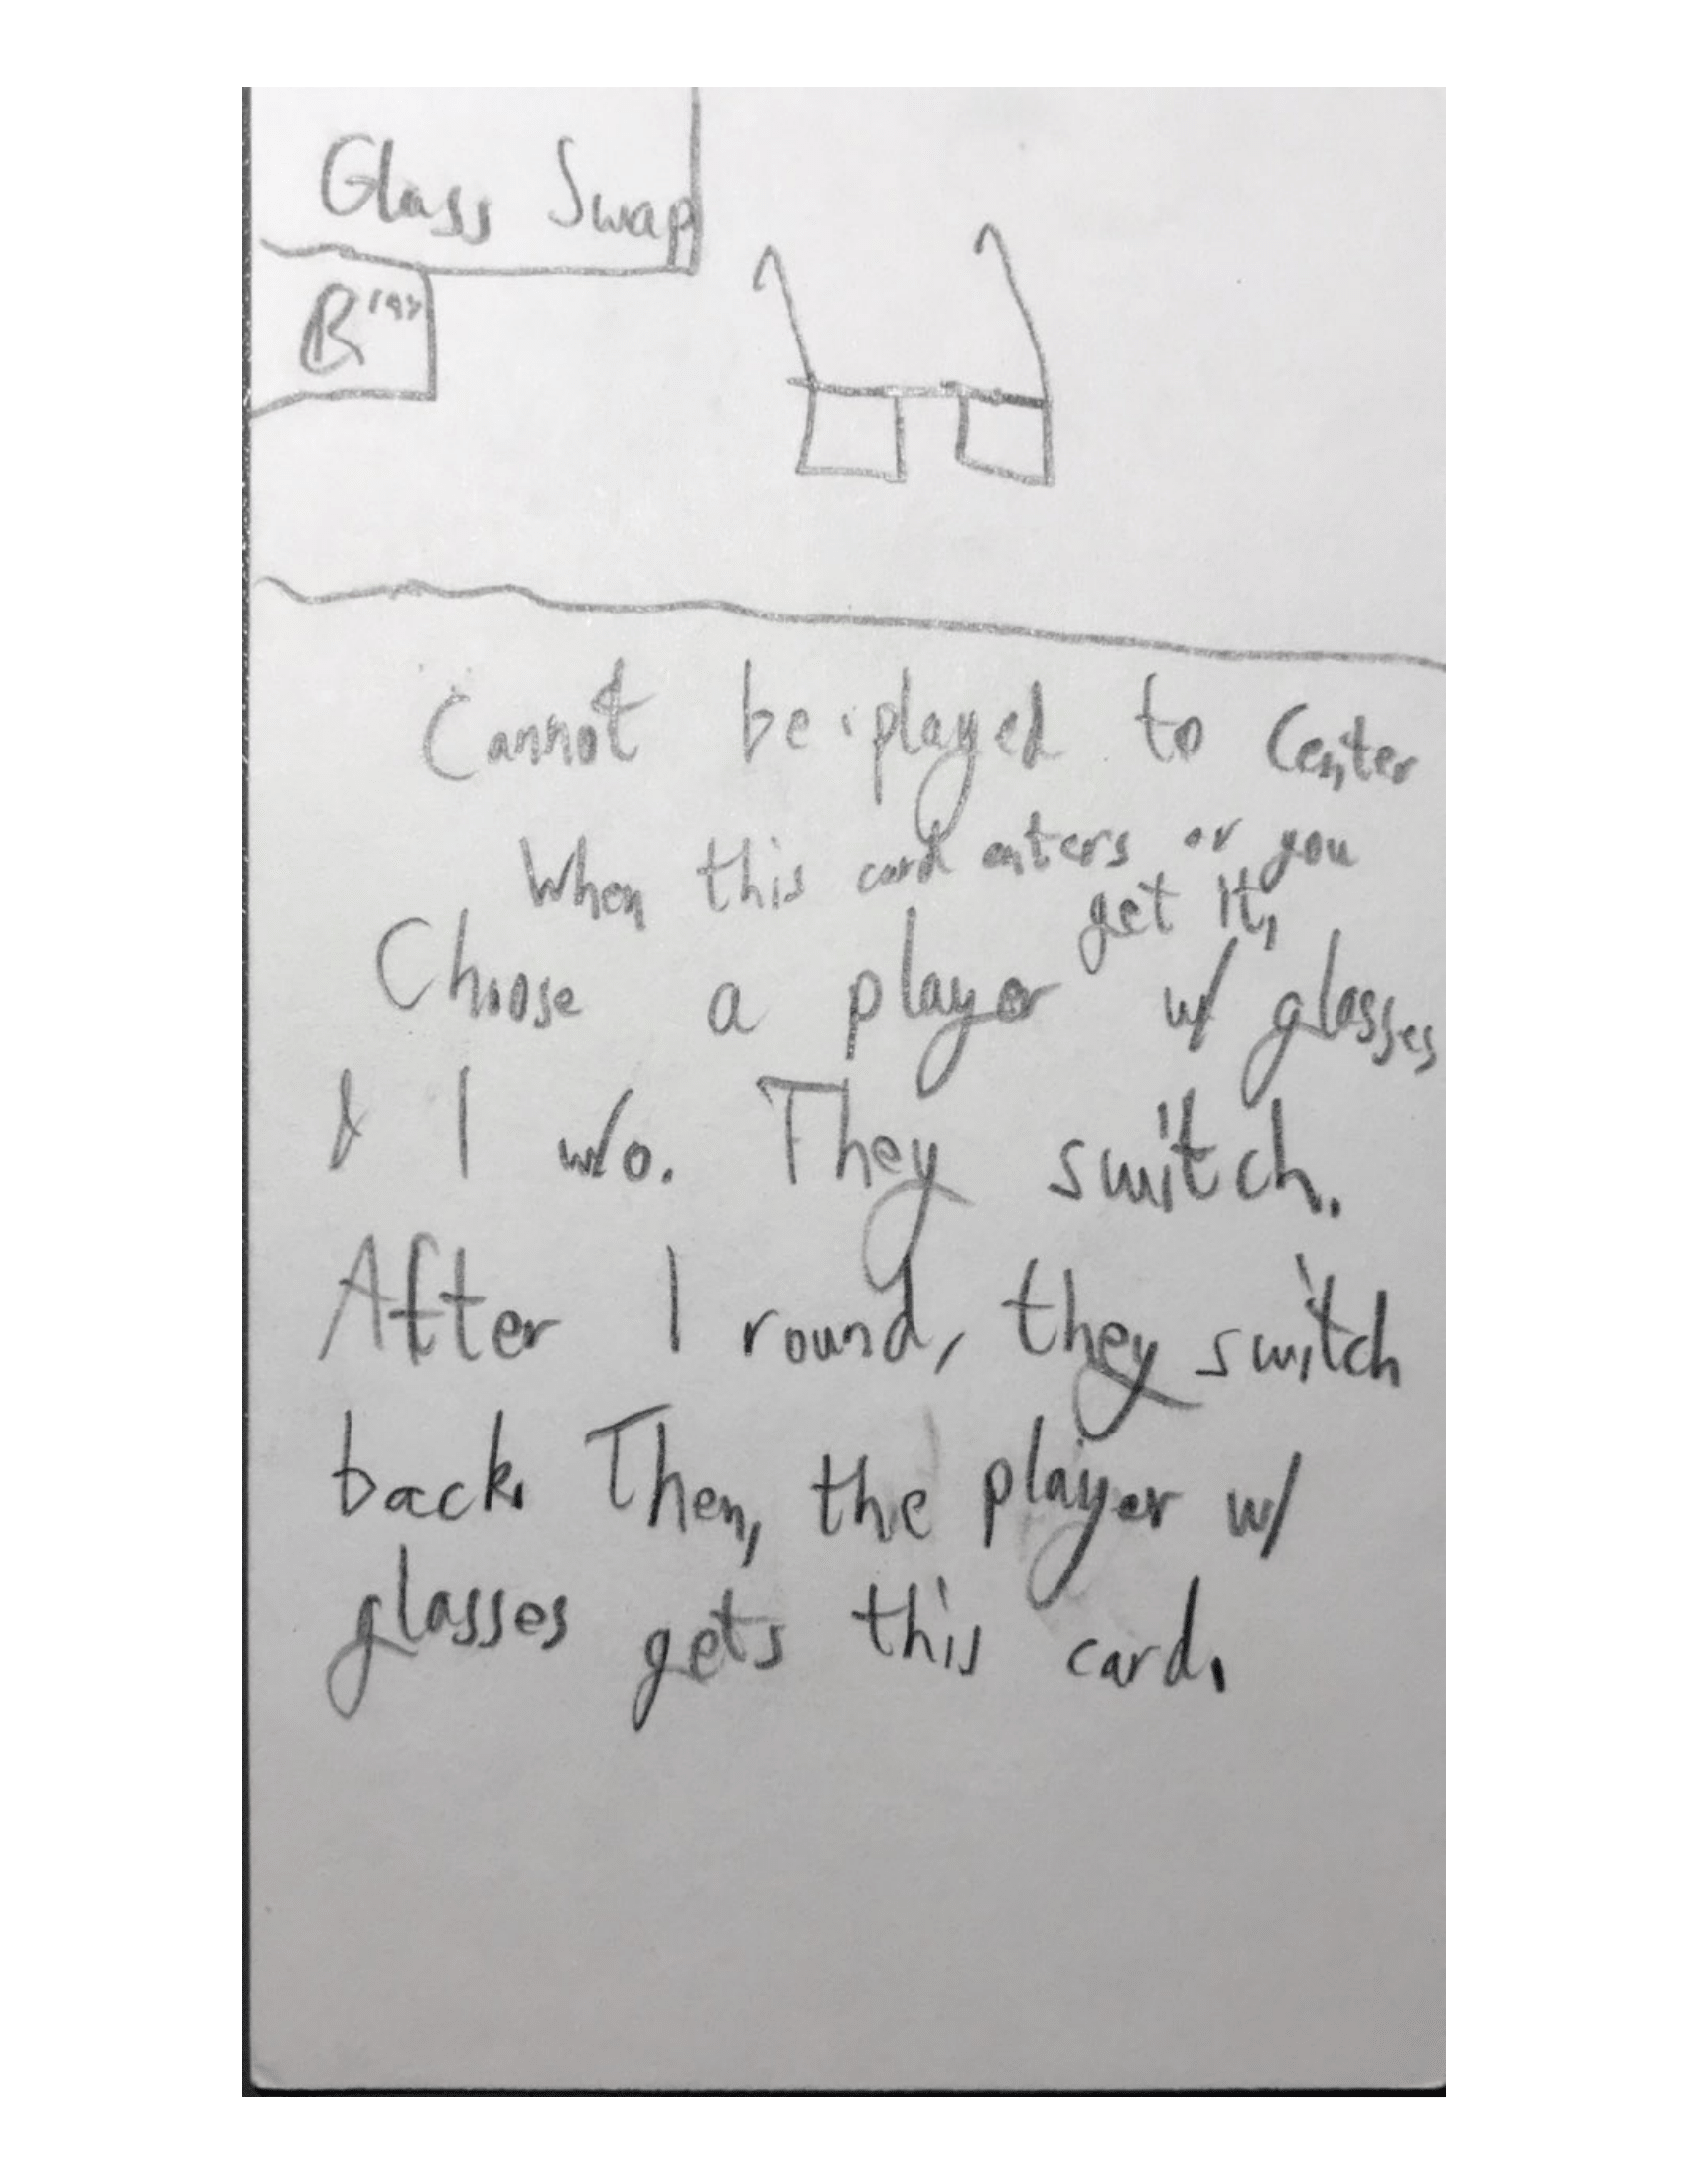 Glass Swap
Cannot be played to Center
When this card enters or you
get it,
Choose a player w/ glasses
& 1 w/o. They switch.
After 1 round, they switch
back. Then, the player w/
glasses gets this card.